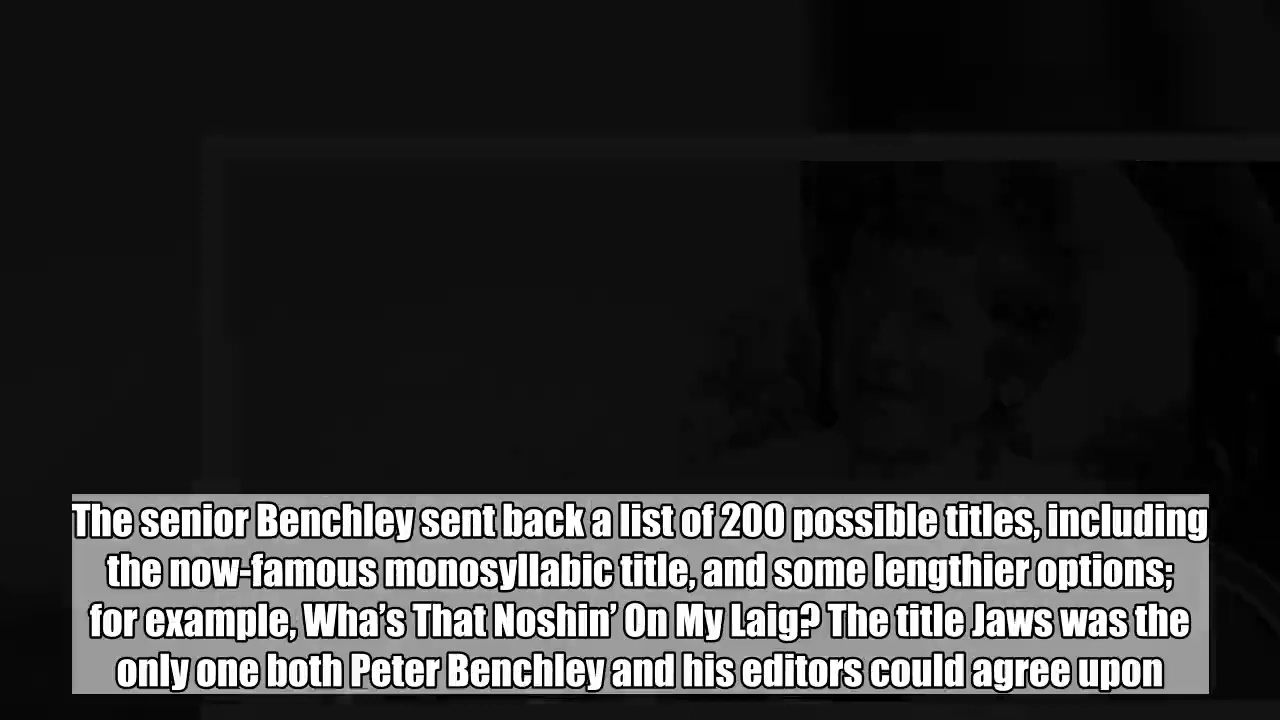 The senior Benchley sent back a list of 200 possible titles, including
the now-famous monosyllabic title, and some lengthier options;
for example, Wha’s That Noshin’ On My Laig? The title Jaws was the
only one both Peter Benchley and his editors could agree upon